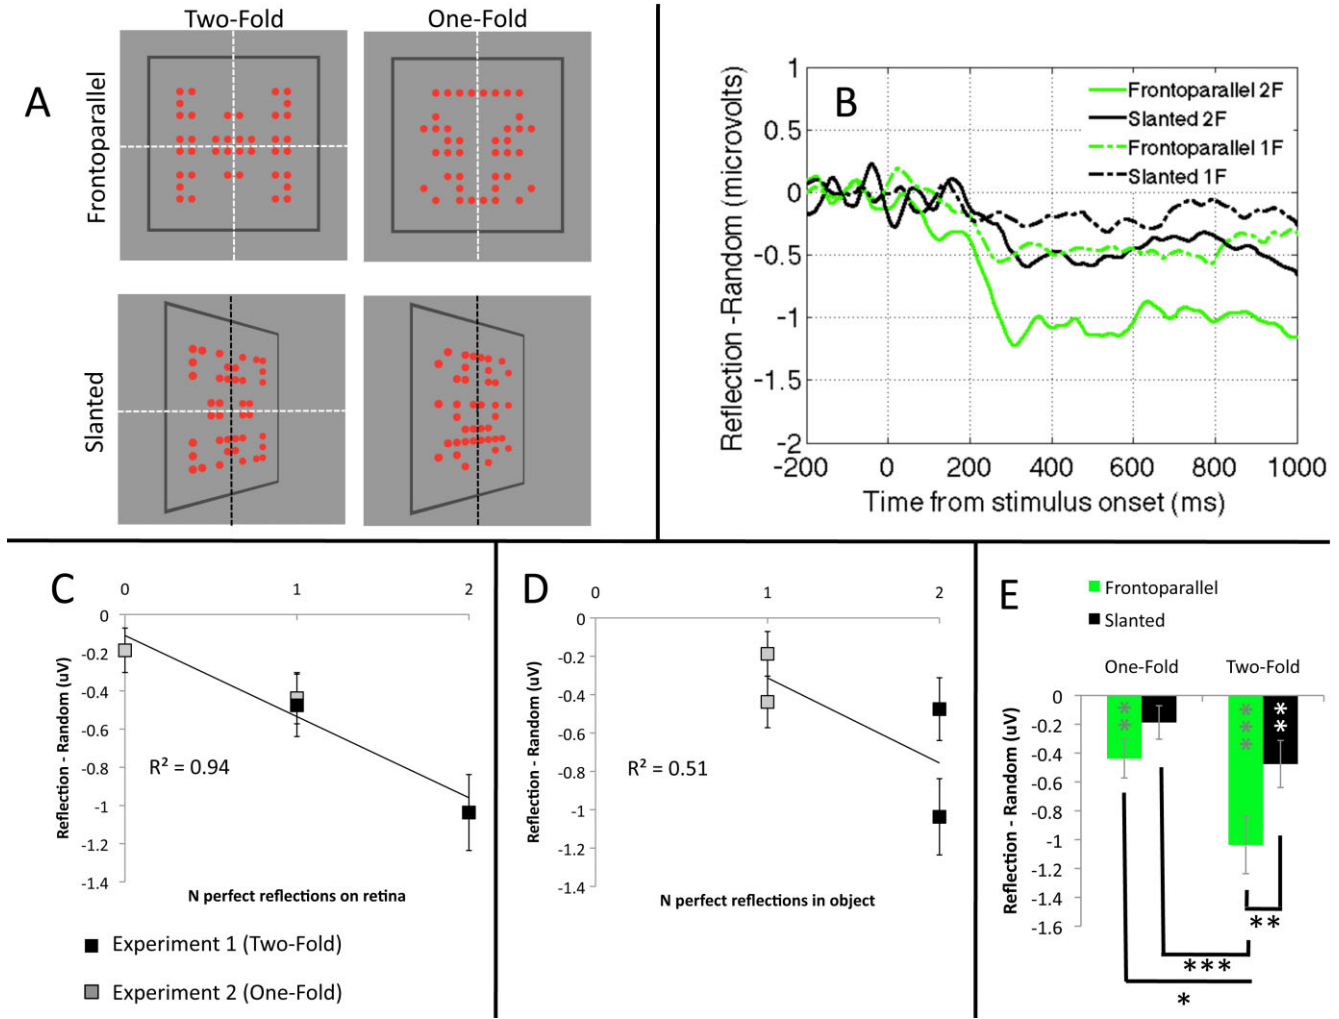 Two-Fold
One-Fold
A
Frontoparallel
Slanted
B
Reflection -Random (microvolts)
1
0.5
0
-0.5
-1
-1.5
-2
Frontoparallel 2F
Slanted 2F
Frontoparallel 1F
Slanted 1F
-200 0 200 400 600 800 1000
Time from stimulus onset (ms)
C
0 1 2
Reflection - Random (uV)
0
-0.2
-0.4
-0.6
-0.8
-1
-1.2
-1.4
R² = 0.94
N perfect reflections on retina
Experiment 1 (Two-Fold)
Experiment 2 (One-Fold)
D
0 1 2
Reflection - Random (uV)
0
-0.2
-0.4
-0.6
-0.8
-1
-1.2
-1.4
R² = 0.51
N perfect reflections in object
E
Frontoparallel
Slanted
One-Fold Two-Fold
Reflection - Random (uV)
0
-0.2
-0.4
-0.6
-0.8
-1
-1.2
-1.4
-1.6
** *** **
**
***
*